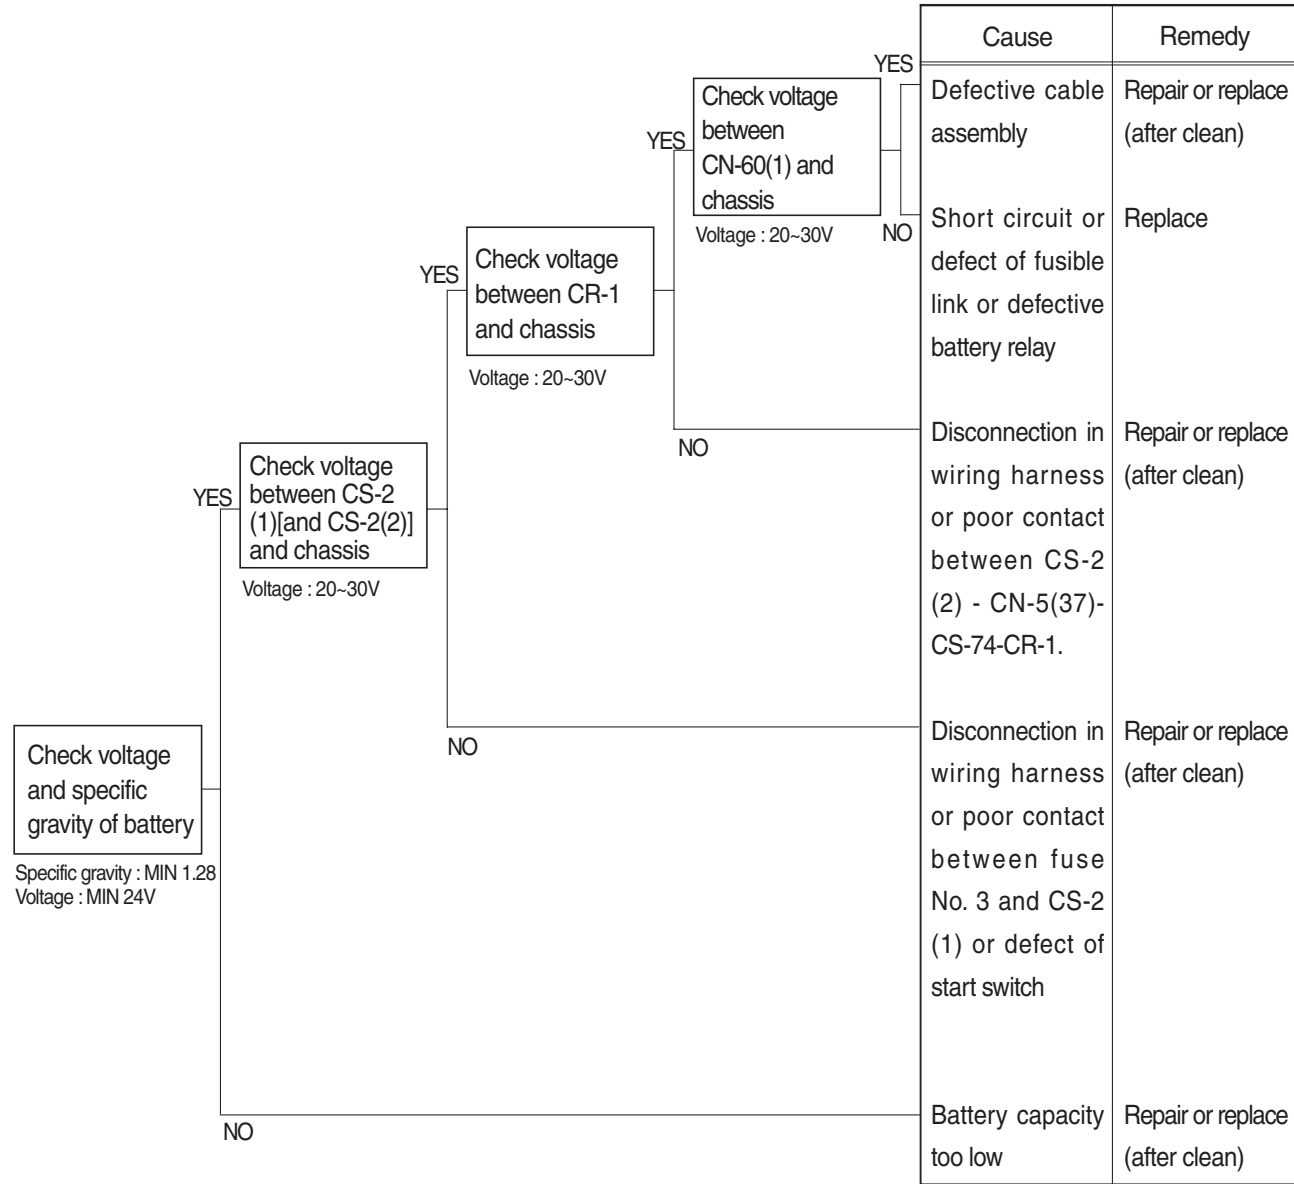 Cause
Remedy
YES
Check voltage
between
CN-60(1) and
chassis
Voltage : 20~30V
YES
NO
Defective cable
assembly
Repair or replace
(after clean)
Short circuit or
defect of fusible
link or defective
battery relay
Replace
YES
Check voltage
between CR-1
and chassis
Voltage : 20~30V
NO
Disconnection in
wiring harness
or poor contact
between CS-2
(2) - CN-5(37)-
CS-74-CR-1.
Repair or replace
(after clean)
YES
Check voltage
between CS-2
(1)[and CS-2(2)]
and chassis
Voltage : 20~30V
NO
Disconnection in
wiring harness
or poor contact
between fuse
No. 3 and CS-2
(1) or defect of
start switch
Repair or replace
(after clean)
Check voltage
and specific
gravity of battery
Specific gravity : MIN 1.28
Voltage : MIN 24V
NO
Battery capacity
too low
Repair or replace
(after clean)